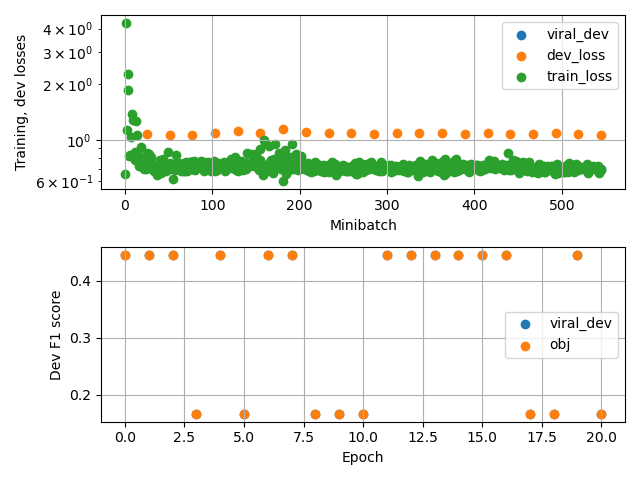 4 × 10⁰
3 × 10⁰
2 × 10⁰
10⁰
6 × 10⁻¹
Training, dev losses
viral_dev
dev_loss
train_loss
0 100 200 300 400 500
Minibatch
0.4
0.3
0.2
Dev F1 score
viral_dev
obj
0.0 2.5 5.0 7.5 10.0 12.5 15.0 17.5 20.0
Epoch